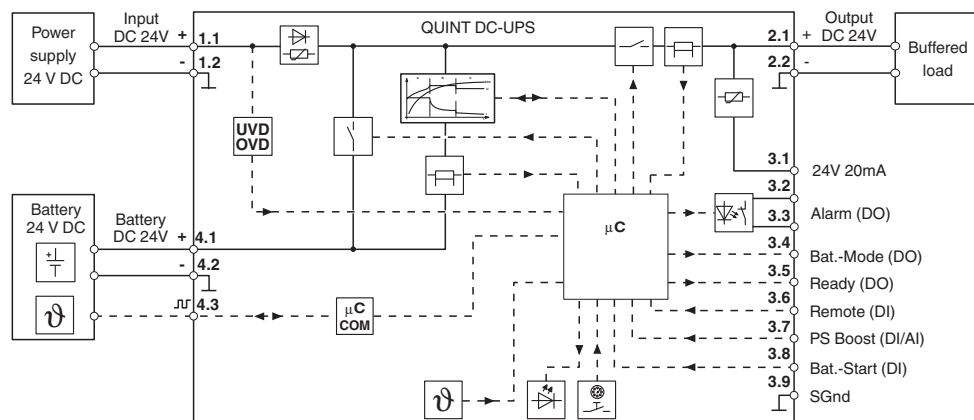 QUINT DC-UPS
Power
supply
24 V DC
Input
DC 24V
+ 1.1
- 1.2
2.1 +
2.2 -
Output
DC 24V
Buffered
load
UVD
OVD
3.1
24V 20mA
3.2
3.3
Alarm (DO)
3.4
Bat.-Mode (DO)
3.5
Ready (DO)
3.6
Remote (DI)
3.7
PS Boost (DI/AI)
3.8
Bat.-Start (DI)
3.9
SGnd
Battery
24 V DC
+
ϑ
Battery
DC 24V
+ 4.1
- 4.2
4.3
µC
COM
µC
ϑ